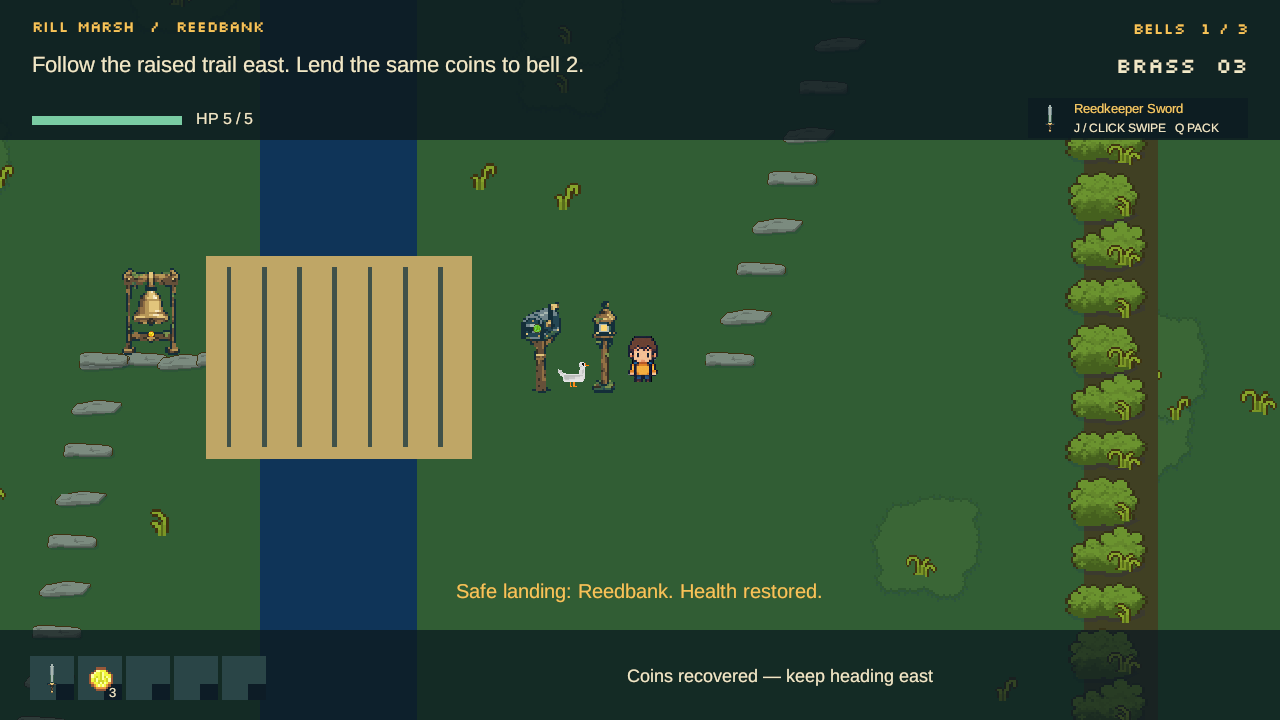 RILL MARSH / REEDBANK
BELLS 1 / 3
Follow the raised trail east. Lend the same coins to bell 2.
BRASS 03
HP 5 / 5
Reedkeeper Sword
J / CLICK SWIPE Q PACK
Safe landing: Reedbank. Health restored.
3
Coins recovered — keep heading east